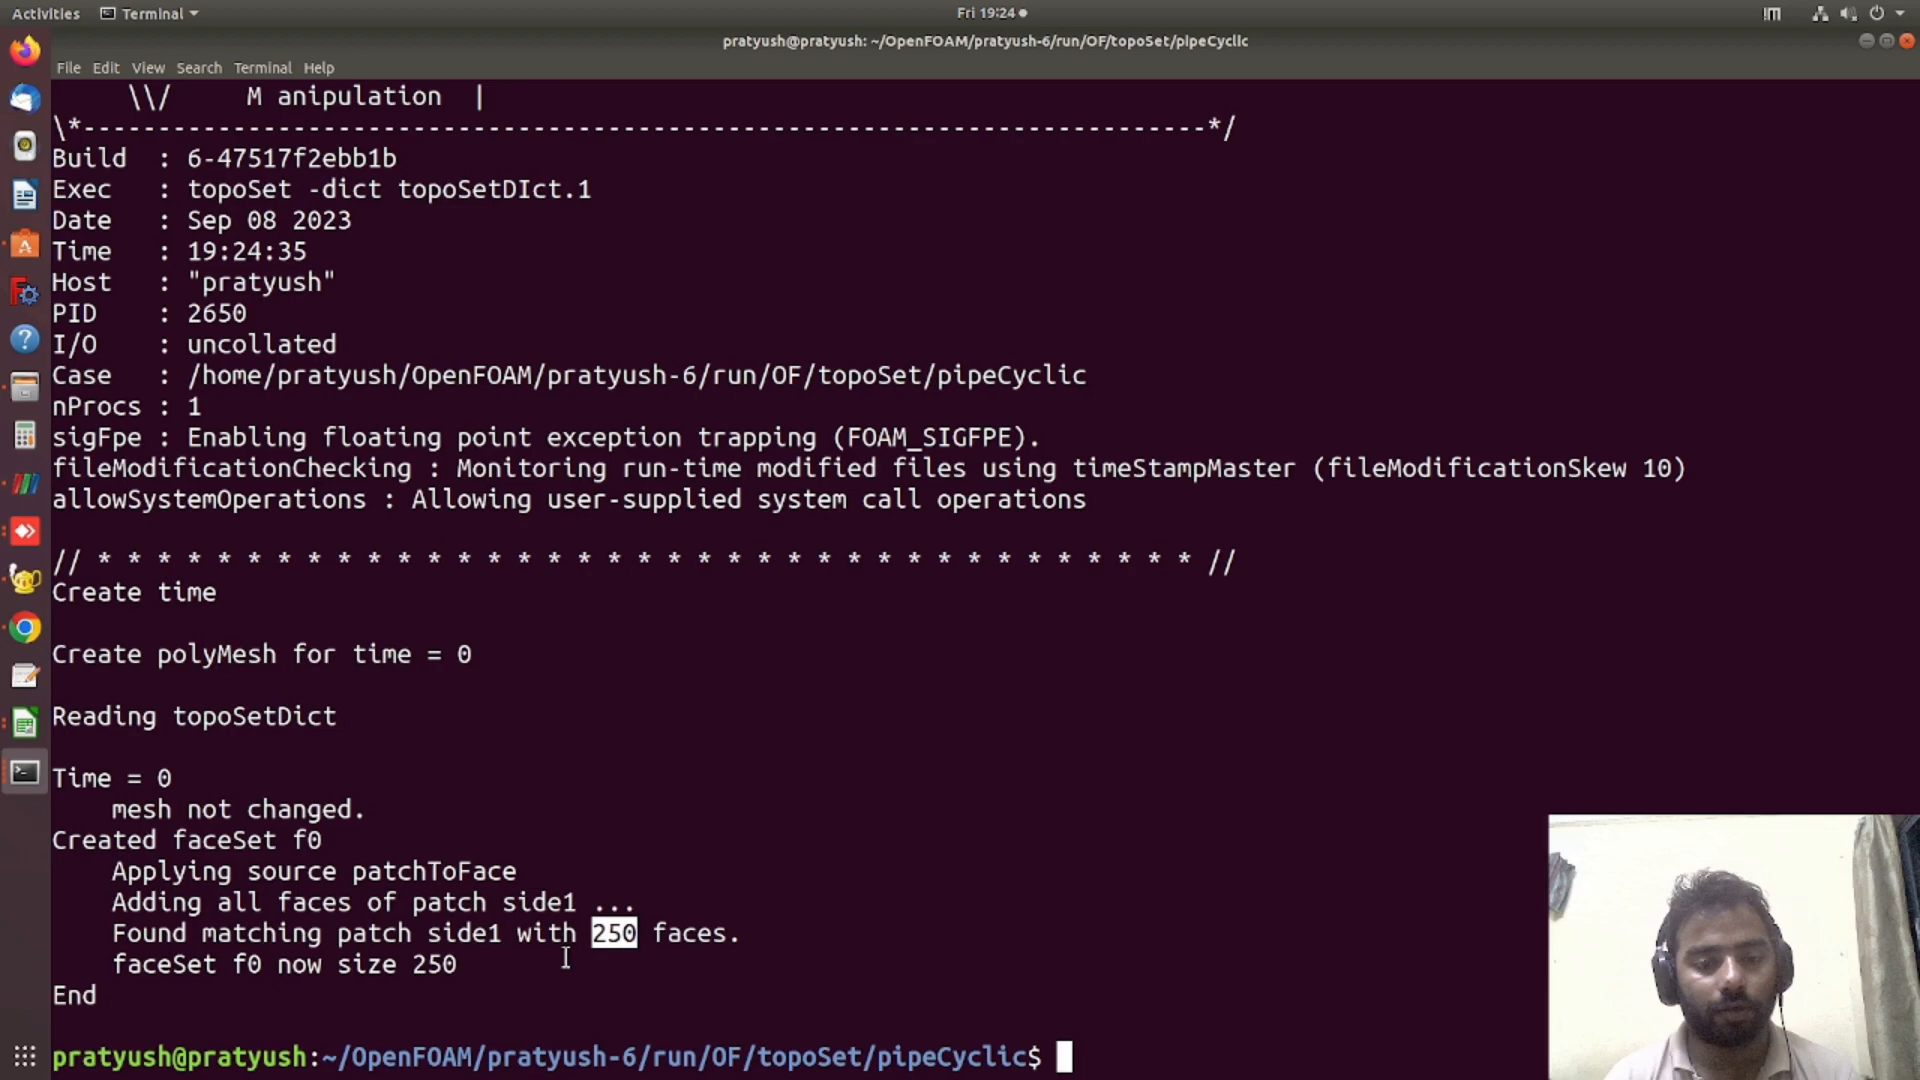 Activities
Terminal
Fri 19:24
pratyush@pratyush: ~/OpenFOAM/pratyush-6/run/OF/topoSet/pipeCyclic
File Edit View Search Terminal Help
\\/ M anipulation |
\*---------------------------------------------------------------------------*/
Build : 6-47517f2ebb1b
Exec : topoSet -dict topoSetDIct.1
Date : Sep 08 2023
Time : 19:24:35
Host : "pratyush"
PID : 2650
I/O : uncollated
Case : /home/pratyush/OpenFOAM/pratyush-6/run/OF/topoSet/pipeCyclic
nProcs : 1
sigFpe : Enabling floating point exception trapping (FOAM_SIGFPE).
fileModificationChecking : Monitoring run-time modified files using timeStampMaster (fileModificationSkew 10)
allowSystemOperations : Allowing user-supplied system call operations
// * * * * * * * * * * * * * * * * * * * * * * * * * * * * * * * * * * * * * //
Create time
Create polyMesh for time = 0
Reading topoSetDict
Time = 0
mesh not changed.
Created faceSet f0
Applying source patchToFace
Adding all faces of patch side1 ...
Found matching patch side1 with 250 faces.
faceSet f0 now size 250
End
pratyush@pratyush:~/OpenFOAM/pratyush-6/run/OF/topoSet/pipeCyclic$